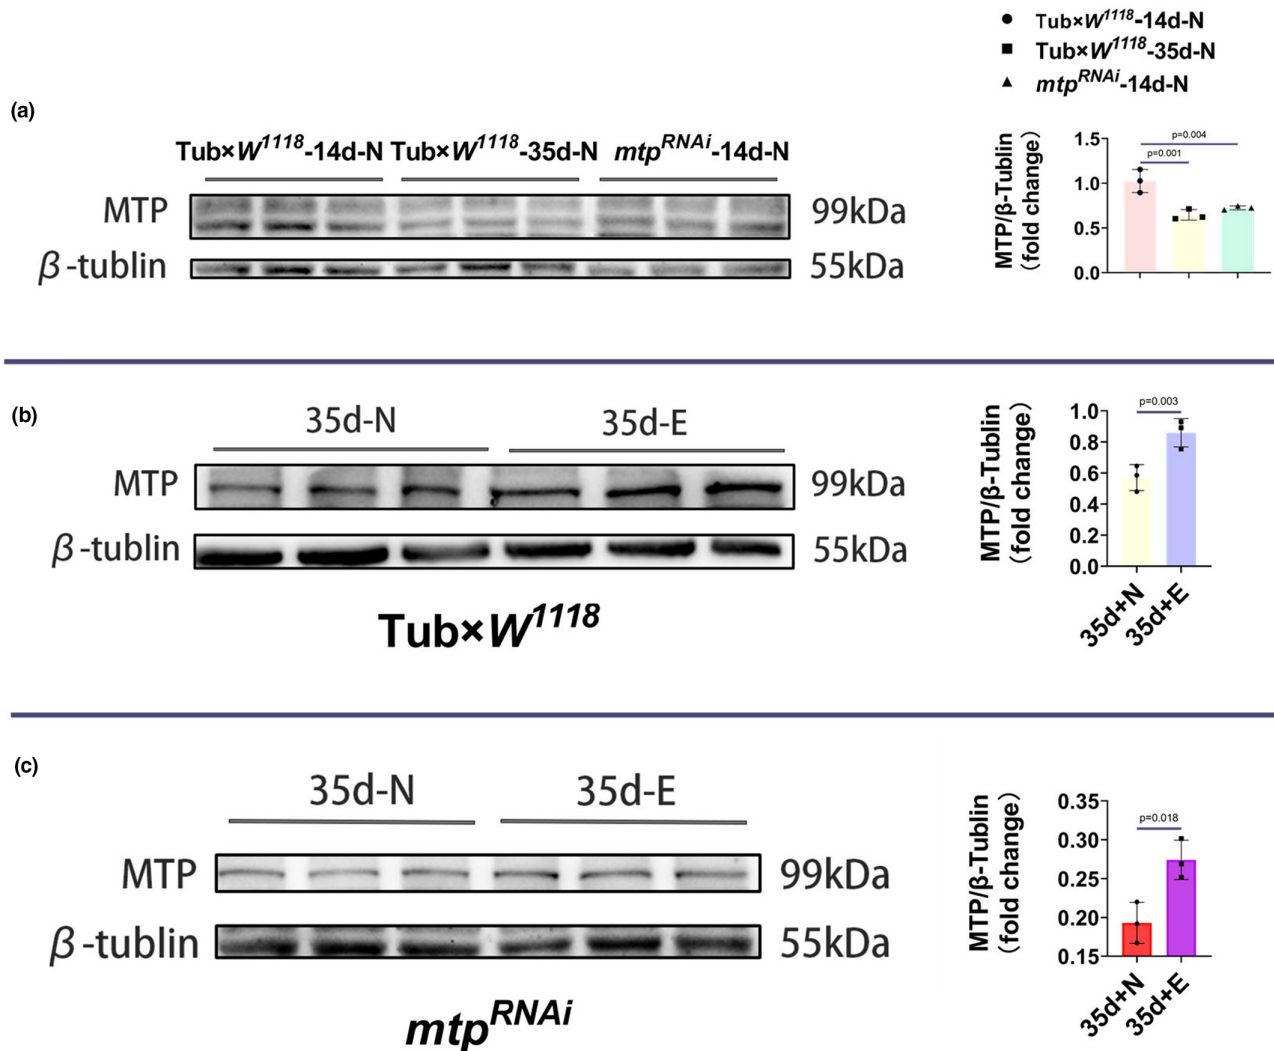 Tub×W1118-14d-N
Tub×W1118-35d-N
mtpRNAi-14d-N
(a)
Tub×W1118-14d-N Tub×W1118-35d-N mtpRNAi-14d-N
MTP 99kDa
β-tublin 55kDa
MTP/β-Tublin
(fold change)
1.5
1.0
0.5
0.0
p=0.004
p=0.001
(b)
35d-N 35d-E
MTP 99kDa
β-tublin 55kDa
Tub×W1118
MTP/β-Tublin
(fold change)
1.0
0.8
0.6
0.4
0.2
0.0
p=0.003
35d+N
35d+E
(c)
35d-N 35d-E
MTP 99kDa
β-tublin 55kDa
mtpRNAi
MTP/β-Tublin
(fold change)
0.35
0.30
0.25
0.20
0.15
p=0.018
35d+N
35d+E